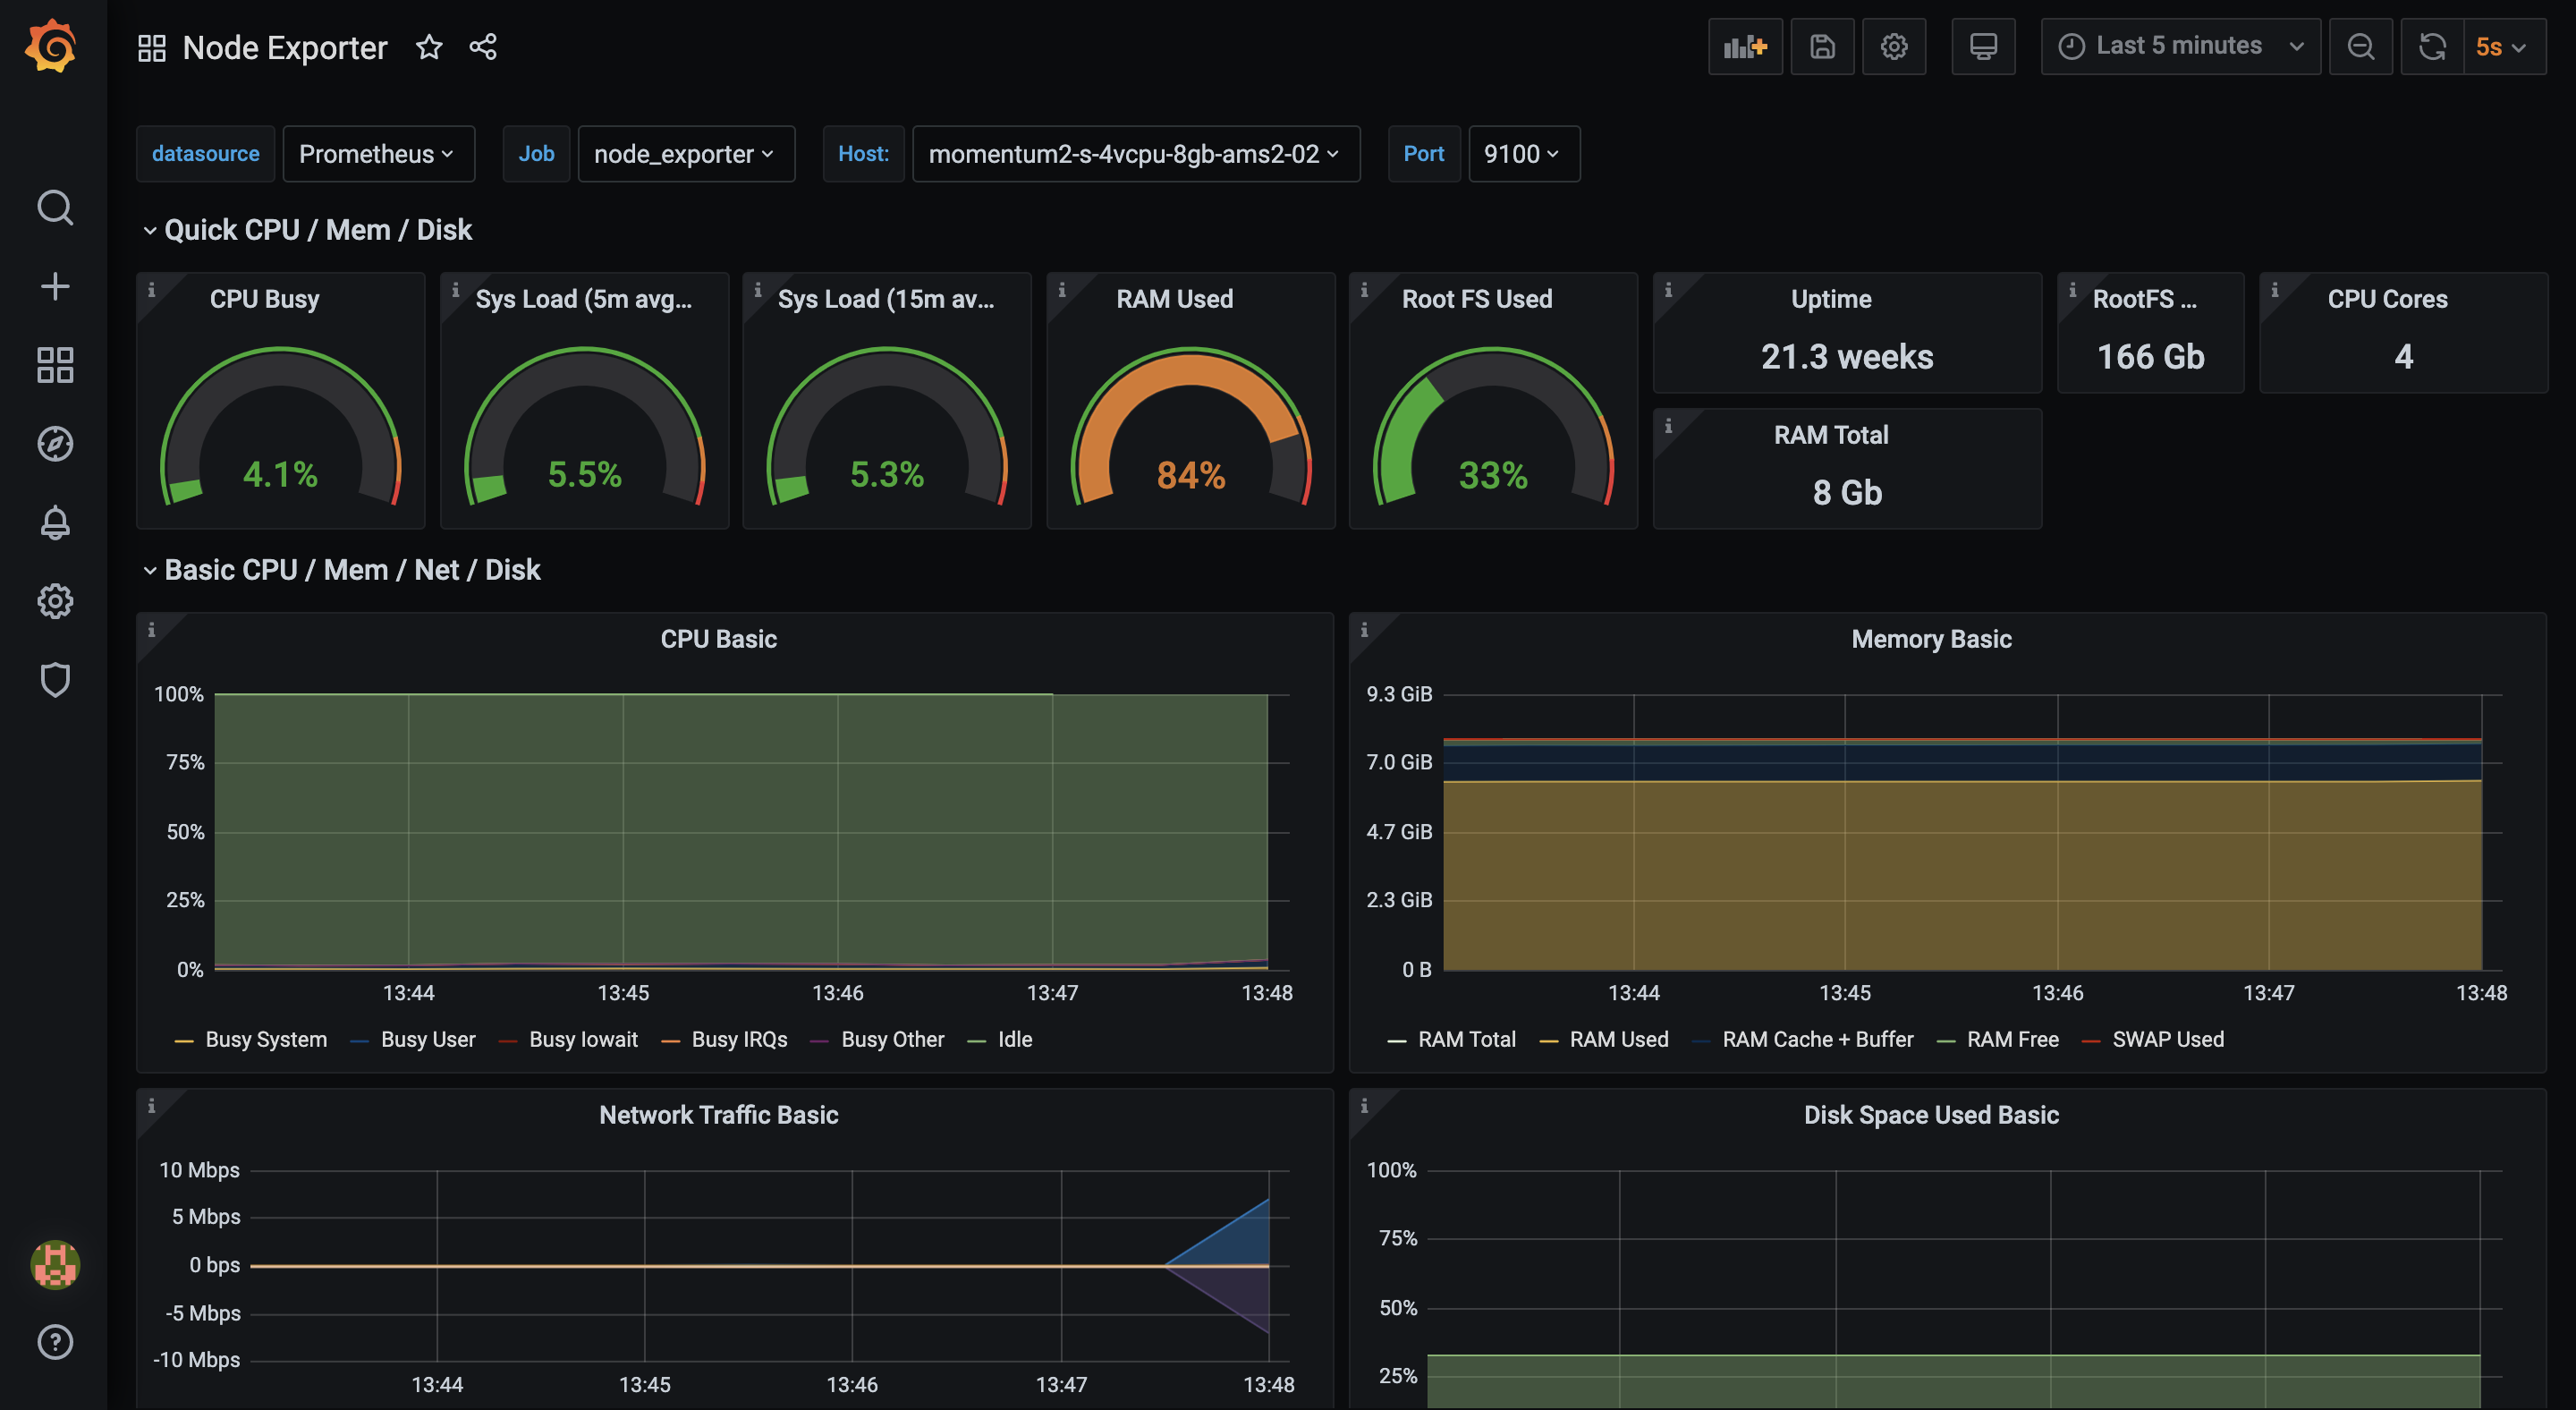 Node Exporter
Last 5 minutes
5s
datasource Prometheus Job node_exporter Host: momentum2-s-4vcpu-8gb-ams2-02 Port 9100
Quick CPU / Mem / Disk
CPU Busy
4.1%
Sys Load (5m avg...
5.5%
Sys Load (15m av...
5.3%
RAM Used
84%
Root FS Used
33%
Uptime
21.3 weeks
RootFS ...
166 Gb
CPU Cores
4
RAM Total
8 Gb
Basic CPU / Mem / Net / Disk
CPU Basic
100%
75%
50%
25%
0%
13:44 13:45 13:46 13:47 13:48
Busy System Busy User Busy Iowait Busy IRQs Busy Other Idle
Memory Basic
9.3 GiB
7.0 GiB
4.7 GiB
2.3 GiB
0 B
13:44 13:45 13:46 13:47 13:48
RAM Total RAM Used RAM Cache + Buffer RAM Free SWAP Used
Network Traffic Basic
10 Mbps
5 Mbps
0 bps
-5 Mbps
-10 Mbps
13:44 13:45 13:46 13:47 13:48
Disk Space Used Basic
100%
75%
50%
25%